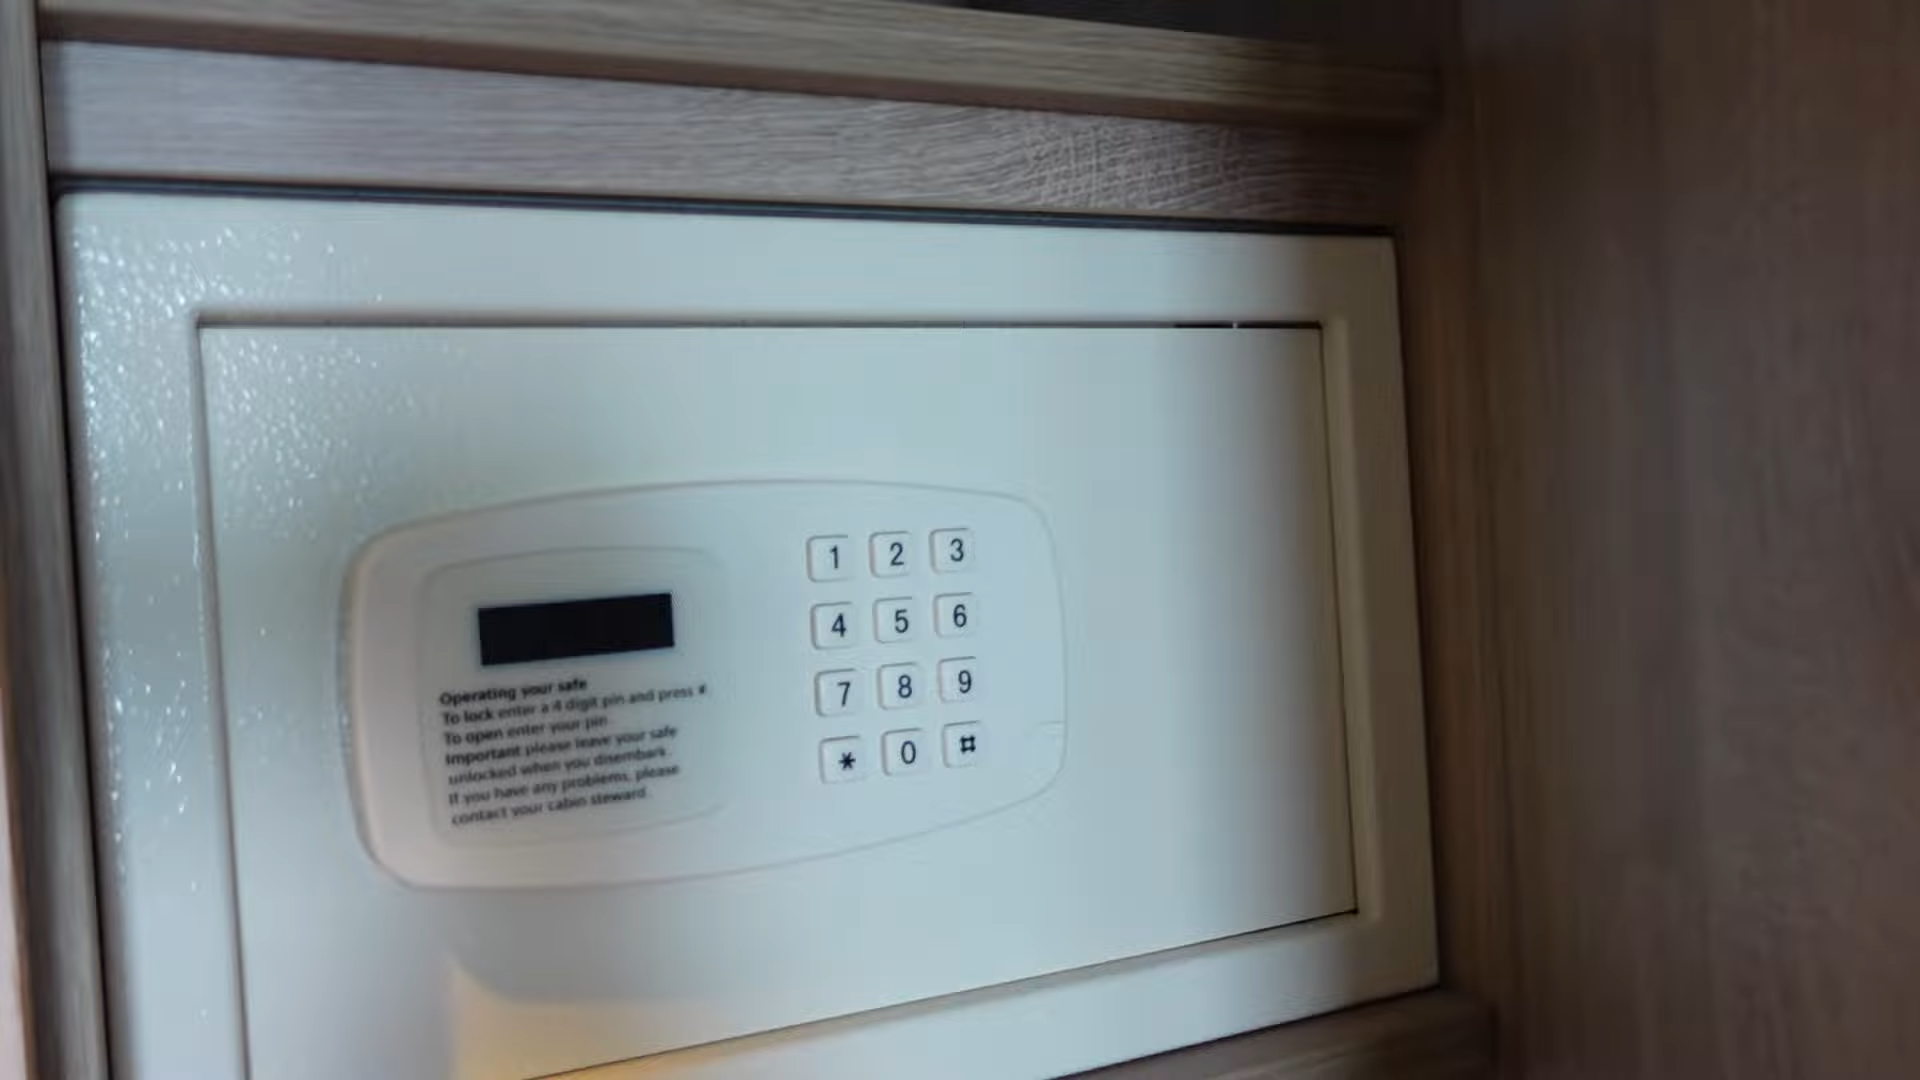 Operating your safe
To lock enter a 4 digit pin and press #
To open enter your pin
Important please leave your safe
unlocked when you disembark.
If you have any problems, please
contact your cabin steward.
1 2 3
4 5 6
7 8 9
* 0 #